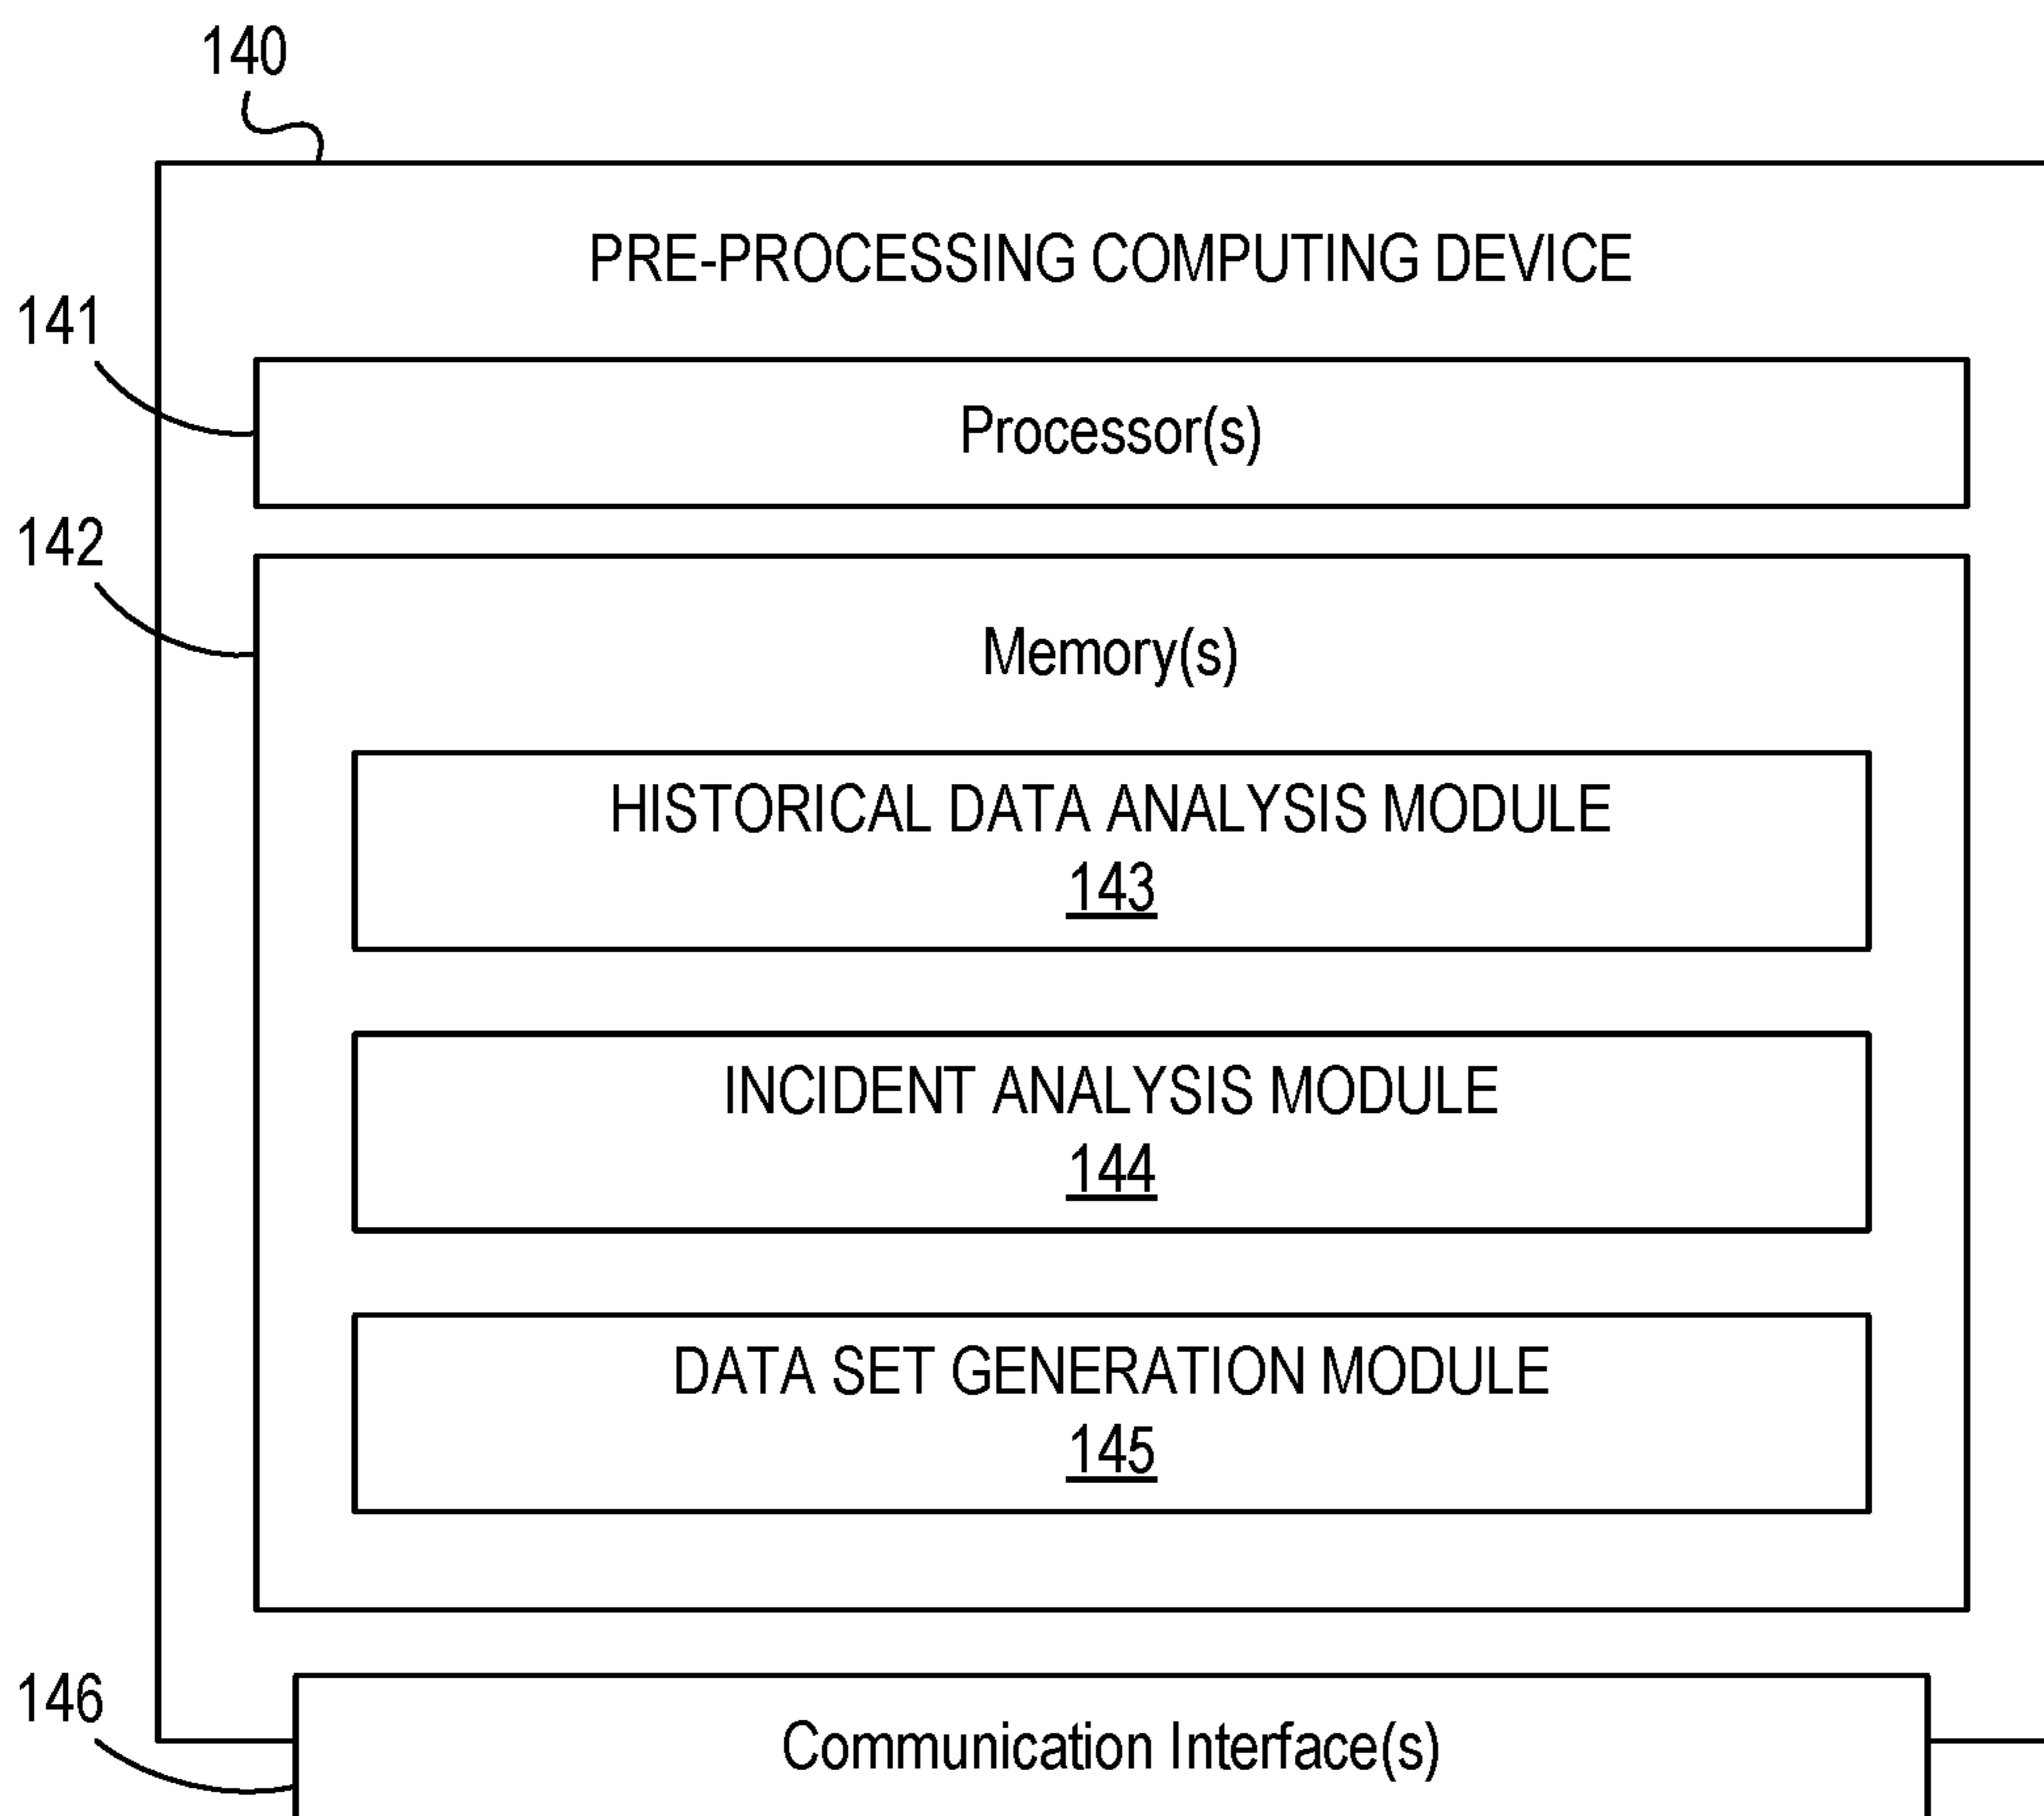 140
PRE-PROCESSING COMPUTING DEVICE
141
Processor(s)
142
Memory(s)
HISTORICAL DATA ANALYSIS MODULE
143
INCIDENT ANALYSIS MODULE
144
DATA SET GENERATION MODULE
145
146
Communication Interface(s)